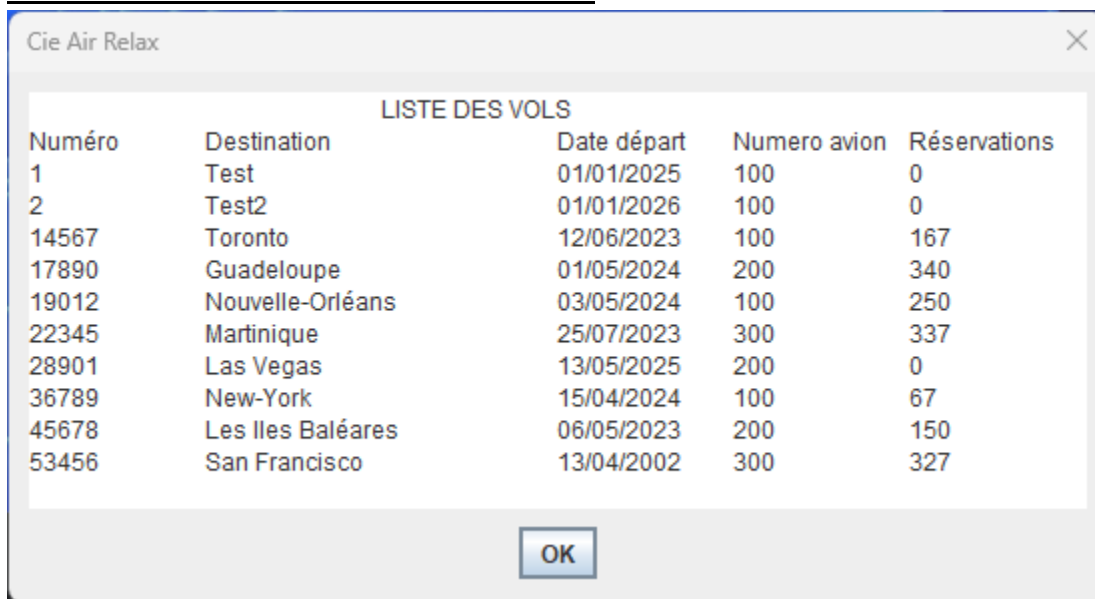 Cie Air Relax
LISTE DES VOLS
Numéro Destination Date départ Numero avion Réservations
1 Test 01/01/2025 100 0
2 Test2 01/01/2026 100 0
14567 Toronto 12/06/2023 100 167
17890 Guadeloupe 01/05/2024 200 340
19012 Nouvelle-Orléans 03/05/2024 100 250
22345 Martinique 25/07/2023 300 337
28901 Las Vegas 13/05/2025 200 0
36789 New-York 15/04/2024 100 67
45678 Les Iles Baléares 06/05/2023 200 150
53456 San Francisco 13/04/2002 300 327
OK